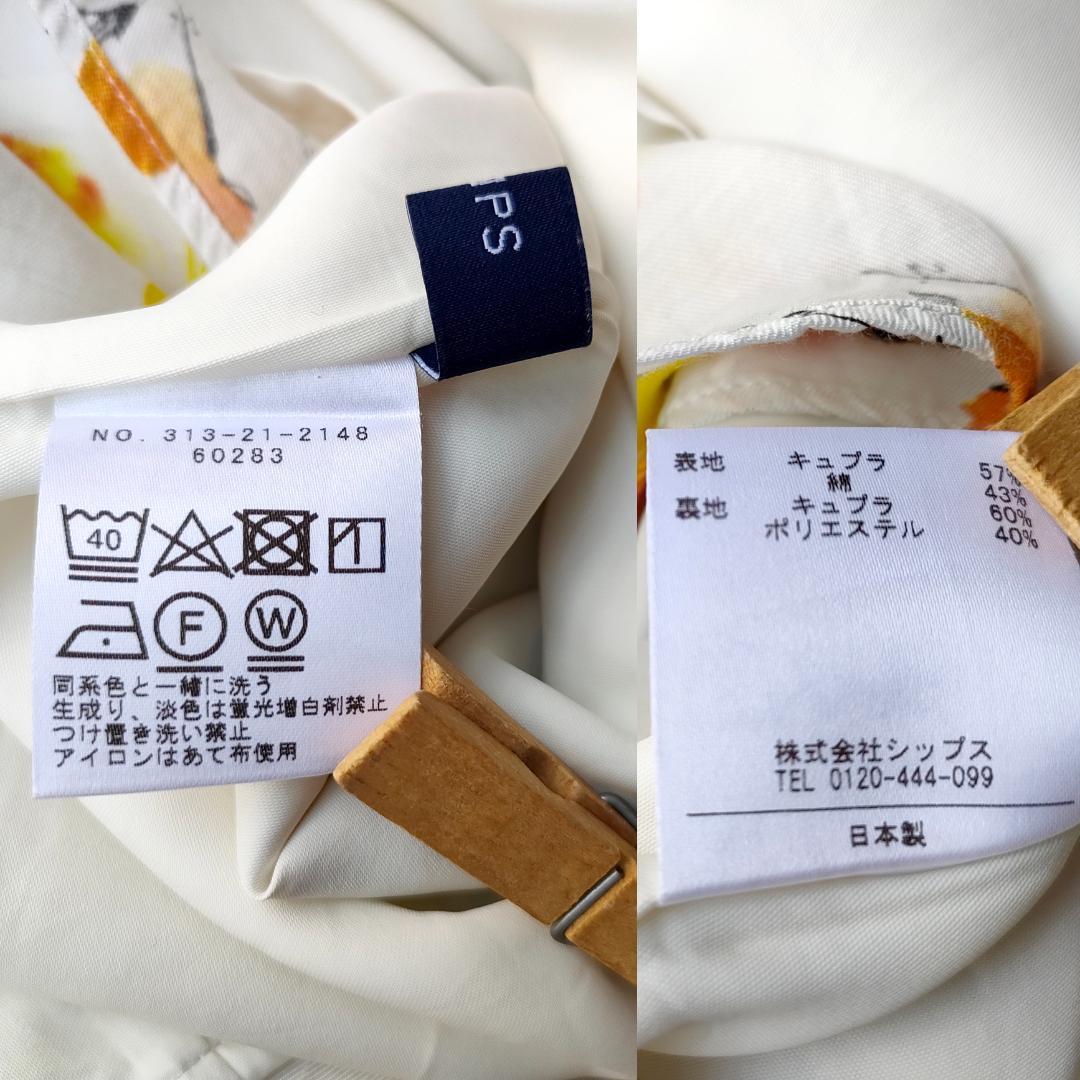 IPS
NO. 313-21-2148
60283
40
F
W
同系色と一緒に洗う
生成り、淡色は蛍光増白剤禁止
つけ置き洗い禁止
アイロンはあて布使用
表地 キュプラ 57%
綿 43%
裏地 キュプラ 60%
ポリエステル 40%
株式会社シップス
TEL 0120-444-099
日本製